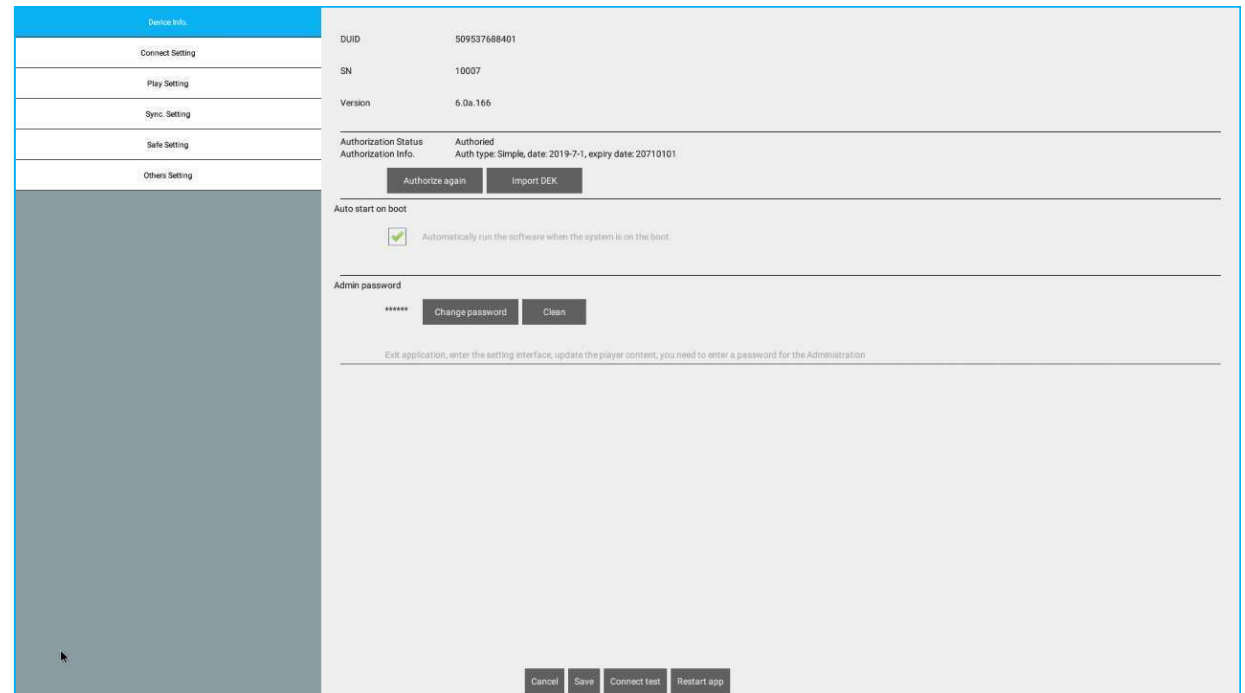 Device Info.
Connect Setting
Play Setting
Sync. Setting
Safe Setting
Others Setting
DUID 509537688401
SN 10007
Version 6.0a.166
Authorization Status Authoried
Authorization Info. Auth type: Simple, date: 2019-7-1, expiry date: 20710101
Authorize again Import DEK
Auto start on boot
Automatically run the software when the system is on the boot.
Admin password
****** Change password Clean
Exit application, enter the setting interface, update the player content, you need to enter a password for the Administration
Cancel Save Connect test Restart app